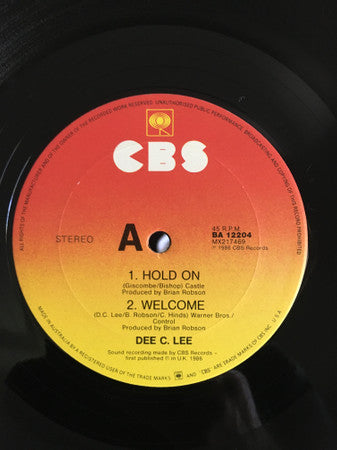 ALL RIGHTS OF THE MANUFACTURER AND OF THE OWNER OF THE RECORDED WORK RESERVED. UNAUTHORISED PUBLIC PERFORMANCE, BROADCASTING AND COPYING OF THIS RECORD PROHIBITED
CBS
STEREO
A
45 R.P.M.
BA 12204
MX217469
℗ 1986 CBS Records
1. HOLD ON
(Giscombe/Bishop) Castle
Produced by Brian Robson
2. WELCOME
(D.C. Lee/B. Robson/C. Hinds) Warner Bros./
Control
Produced by Brian Robson
DEE C. LEE
Sound recording made by CBS Records -
first published ℗ in U.K. 1986
MADE IN AUSTRALIA BY A REGISTERED USER OF THE TRADE MARKS AND "CBS" ARE TRADE MARKS OF CBS INC., U.S.A.